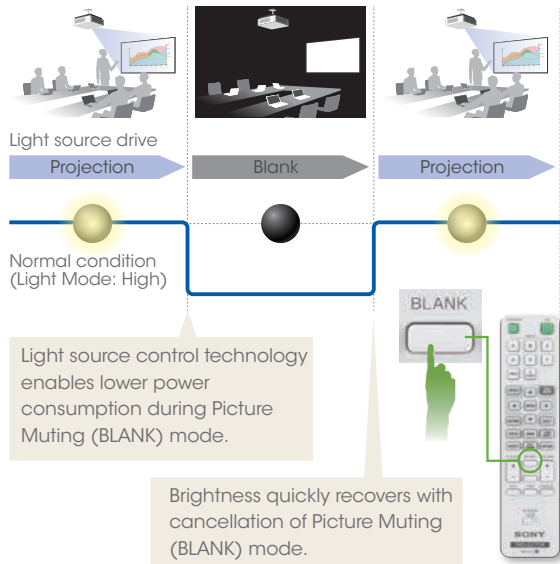 Light source drive
Projection
Blank
Projection
Normal condition
(Light Mode: High)
BLANK
Light source control technology
enables lower power
consumption during Picture
Muting (BLANK) mode.
Brightness quickly recovers with
cancellation of Picture Muting
(BLANK) mode.
SONY
PROJECTOR